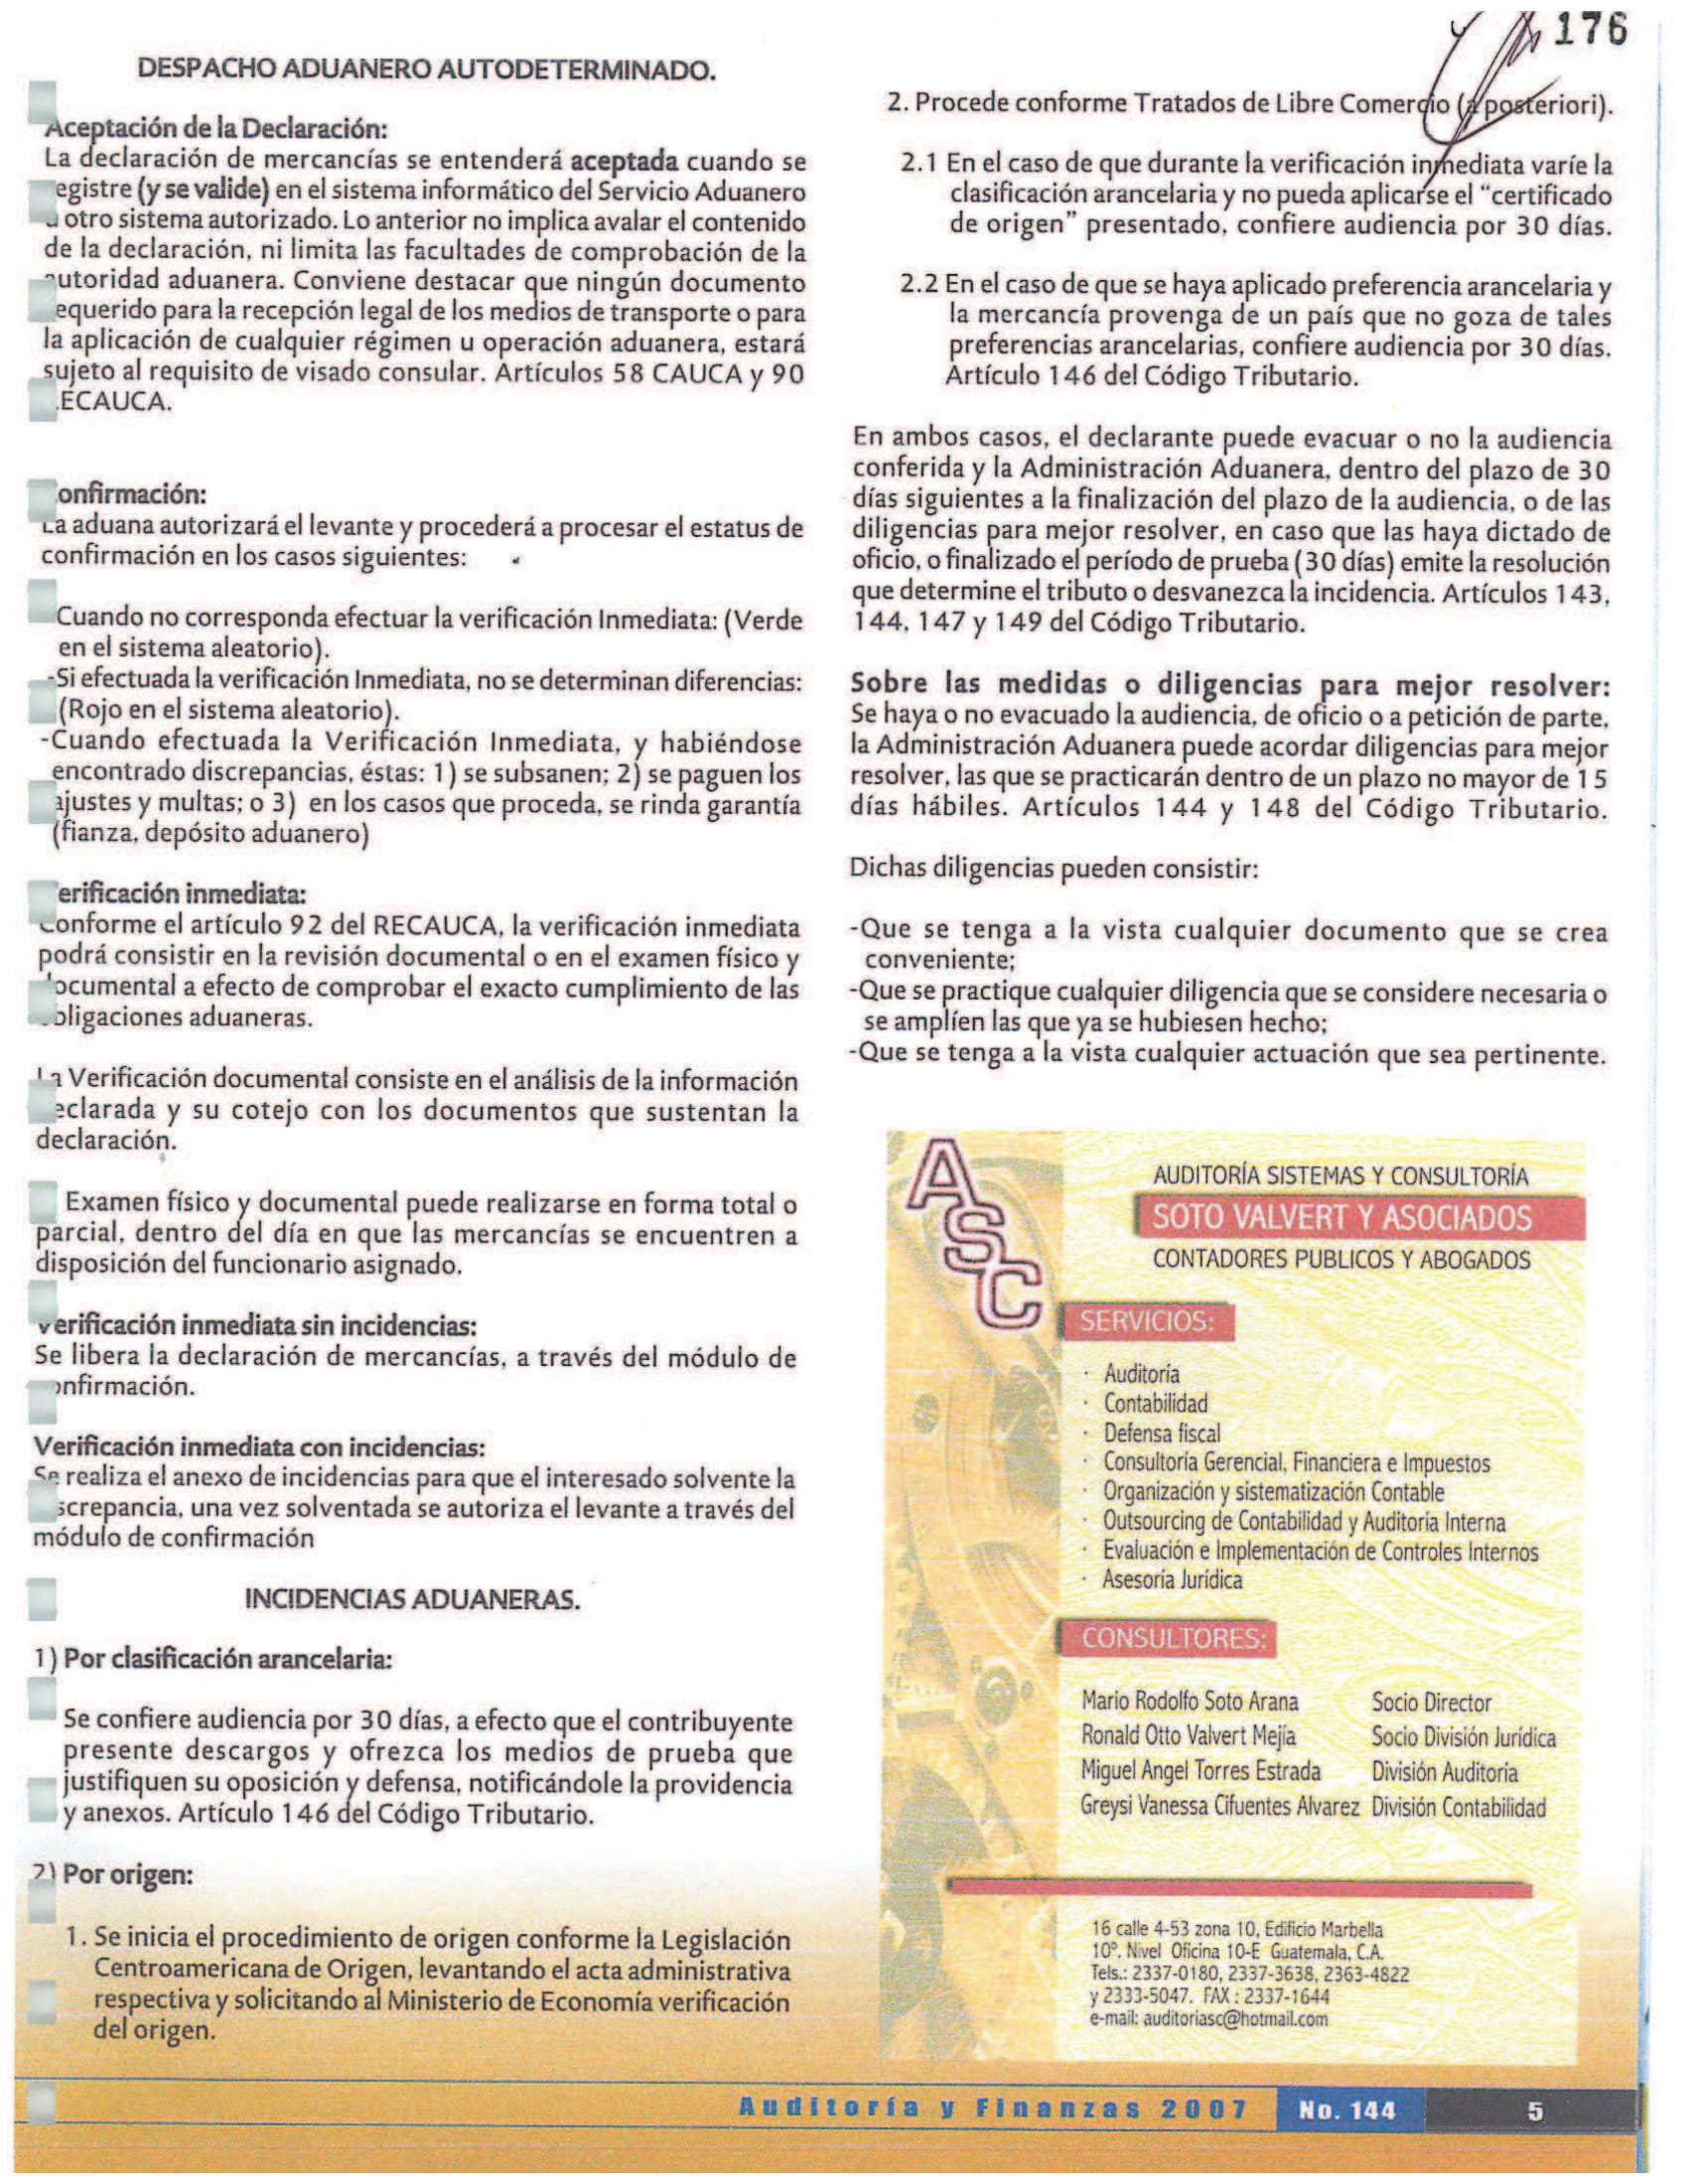 176
DESPACHO ADUANERO AUTODETERMINADO.
Aceptación de la Declaración:
La declaración de mercancías se entenderá aceptada cuando se
egistre (y se valide) en el sistema informático del Servicio Aduanero
u otro sistema autorizado. Lo anterior no implica avalar el contenido
de la declaración, ni limita las facultades de comprobación de la
autoridad aduanera. Conviene destacar que ningún documento
equerido para la recepción legal de los medios de transporte o para
la aplicación de cualquier régimen u operación aduanera, estará
sujeto al requisito de visado consular. Artículos 58 CAUCA y 90
ECAUCA.
onfirmación:
La aduana autorizará el levante y procederá a procesar el estatus de
confirmación en los casos siguientes:
Cuando no corresponda efectuar la verificación Inmediata: (Verde
en el sistema aleatorio).
-Si efectuada la verificación Inmediata, no se determinan diferencias:
(Rojo en el sistema aleatorio).
-Cuando efectuada la Verificación Inmediata, y habiéndose
encontrado discrepancias, éstas: 1) se subsanen; 2) se paguen los
ajustes y multas; o 3) en los casos que proceda, se rinda garantía
(fianza, depósito aduanero)
erificación inmediata:
Conforme el artículo 92 del RECAUCA, la verificación inmediata
podrá consistir en la revisión documental o en el examen físico y
documental a efecto de comprobar el exacto cumplimiento de las
obligaciones aduaneras.
La Verificación documental consiste en el análisis de la información
eclarada y su cotejo con los documentos que sustentan la
declaración.
Examen físico y documental puede realizarse en forma total o
parcial, dentro del día en que las mercancías se encuentren a
disposición del funcionario asignado.
Verificación inmediata sin incidencias:
Se libera la declaración de mercancías, a través del módulo de
onfirmación.
Verificación inmediata con incidencias:
Se realiza el anexo de incidencias para que el interesado solvente la
screpancia, una vez solventada se autoriza el levante a través del
módulo de confirmación
INCIDENCIAS ADUANERAS.
1) Por clasificación arancelaria:
Se confiere audiencia por 30 días, a efecto que el contribuyente
presente descargos y ofrezca los medios de prueba que
justifiquen su oposición y defensa, notificándole la providencia
y anexos. Artículo 146 del Código Tributario.
2) Por origen:
1. Se inicia el procedimiento de origen conforme la Legislación
Centroamericana de Origen, levantando el acta administrativa
respectiva y solicitando al Ministerio de Economía verificación
del origen.
2. Procede conforme Tratados de Libre Comercio (a posteriori).
2.1 En el caso de que durante la verificación inmediata varíe la
clasificación arancelaria y no pueda aplicarse el "certificado
de origen" presentado, confiere audiencia por 30 días.
2.2 En el caso de que se haya aplicado preferencia arancelaria y
la mercancía provenga de un país que no goza de tales
preferencias arancelarias, confiere audiencia por 30 días.
Artículo 146 del Código Tributario.
En ambos casos, el declarante puede evacuar o no la audiencia
conferida y la Administración Aduanera, dentro del plazo de 30
días siguientes a la finalización del plazo de la audiencia, o de las
diligencias para mejor resolver, en caso que las haya dictado de
oficio, o finalizado el período de prueba (30 días) emite la resolución
que determine el tributo o desvanezca la incidencia. Artículos 143,
144, 147 y 149 del Código Tributario.
Sobre las medidas o diligencias para mejor resolver:
Se haya o no evacuado la audiencia, de oficio o a petición de parte,
la Administración Aduanera puede acordar diligencias para mejor
resolver, las que se practicarán dentro de un plazo no mayor de 15
días hábiles. Artículos 144 y 148 del Código Tributario.
Dichas diligencias pueden consistir:
-Que se tenga a la vista cualquier documento que se crea
conveniente;
-Que se practique cualquier diligencia que se considere necesaria o
se amplíen las que ya se hubiesen hecho;
-Que se tenga a la vista cualquier actuación que sea pertinente.
ASC
AUDITORÍA SISTEMAS Y CONSULTORÍA
SOTO VALVERT Y ASOCIADOS
CONTADORES PUBLICOS Y ABOGADOS
SERVICIOS:
· Auditoría
· Contabilidad
· Defensa fiscal
· Consultoría Gerencial, Financiera e Impuestos
· Organización y sistematización Contable
· Outsourcing de Contabilidad y Auditoría Interna
· Evaluación e Implementación de Controles Internos
· Asesoría Jurídica
CONSULTORES:
Mario Rodolfo Soto Arana Socio Director
Ronald Otto Valvert Mejía Socio División Jurídica
Miguel Angel Torres Estrada División Auditoría
Greysi Vanessa Cifuentes Alvarez División Contabilidad
16 calle 4-53 zona 10, Edificio Marbella
10º. Nivel Oficina 10-E Guatemala, C.A.
Tels.: 2337-0180, 2337-3638, 2363-4822
y 2333-5047. FAX : 2337-1644
e-mail: auditoriasc@hotmail.com
Auditoría y Finanzas 2007 No. 144 5